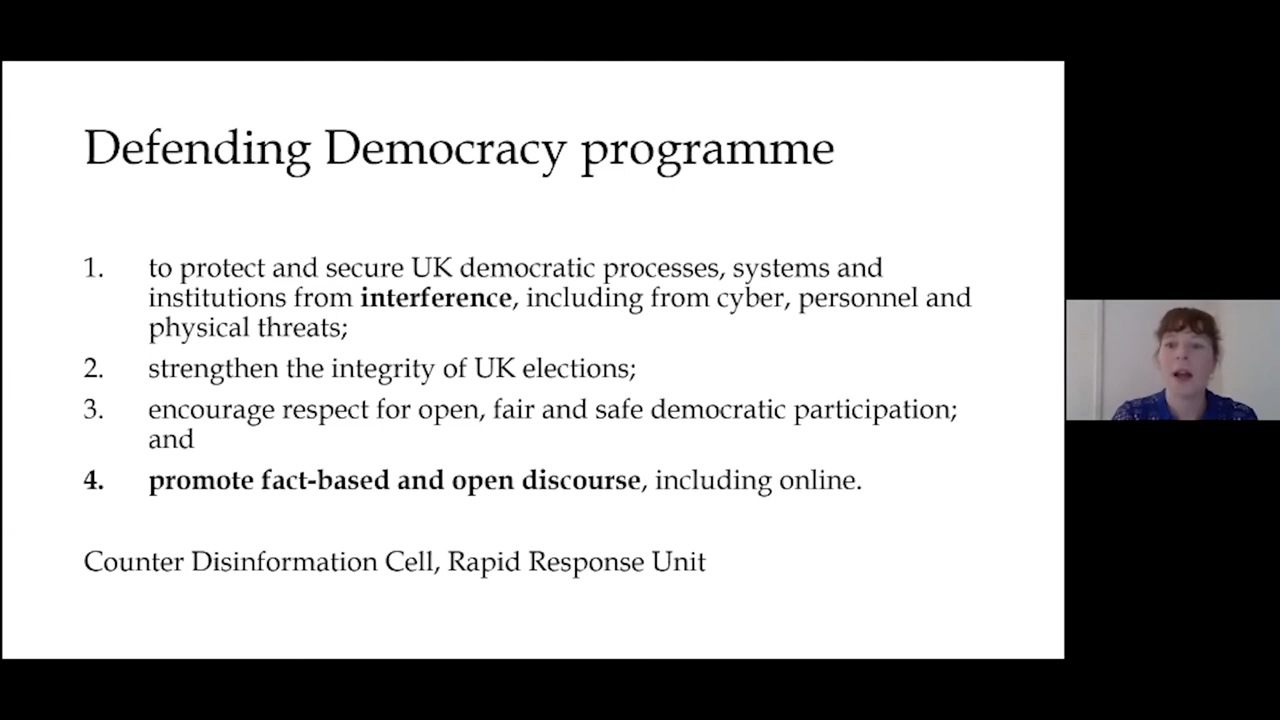 Defending Democracy programme
1. to protect and secure UK democratic processes, systems and
institutions from interference, including from cyber, personnel and
physical threats;
2. strengthen the integrity of UK elections;
3. encourage respect for open, fair and safe democratic participation;
and
4. promote fact-based and open discourse, including online.
Counter Disinformation Cell, Rapid Response Unit